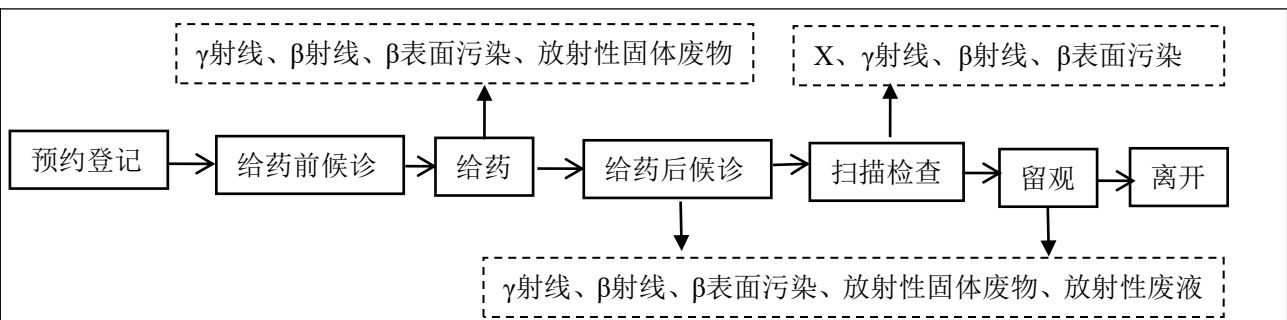 γ射线、β射线、β表面污染、放射性固体废物
X、γ射线、β射线、β表面污染
预约登记
给药前候诊
给药
给药后候诊
扫描检查
留观
离开
γ射线、β射线、β表面污染、放射性固体废物、放射性废液